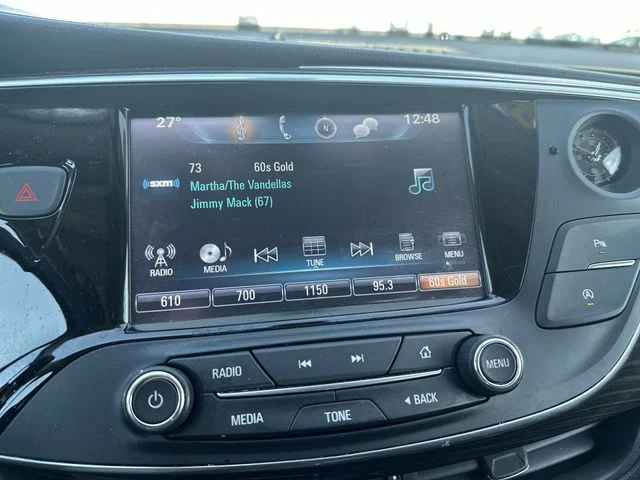 27° N 12:48
73 60s Gold
((SXM)) Martha/The Vandellas
Jimmy Mack (67)
RADIO MEDIA TUNE BROWSE MENU
610 700 1150 95.3 60s Gold
RADIO MENU
MEDIA TONE BACK